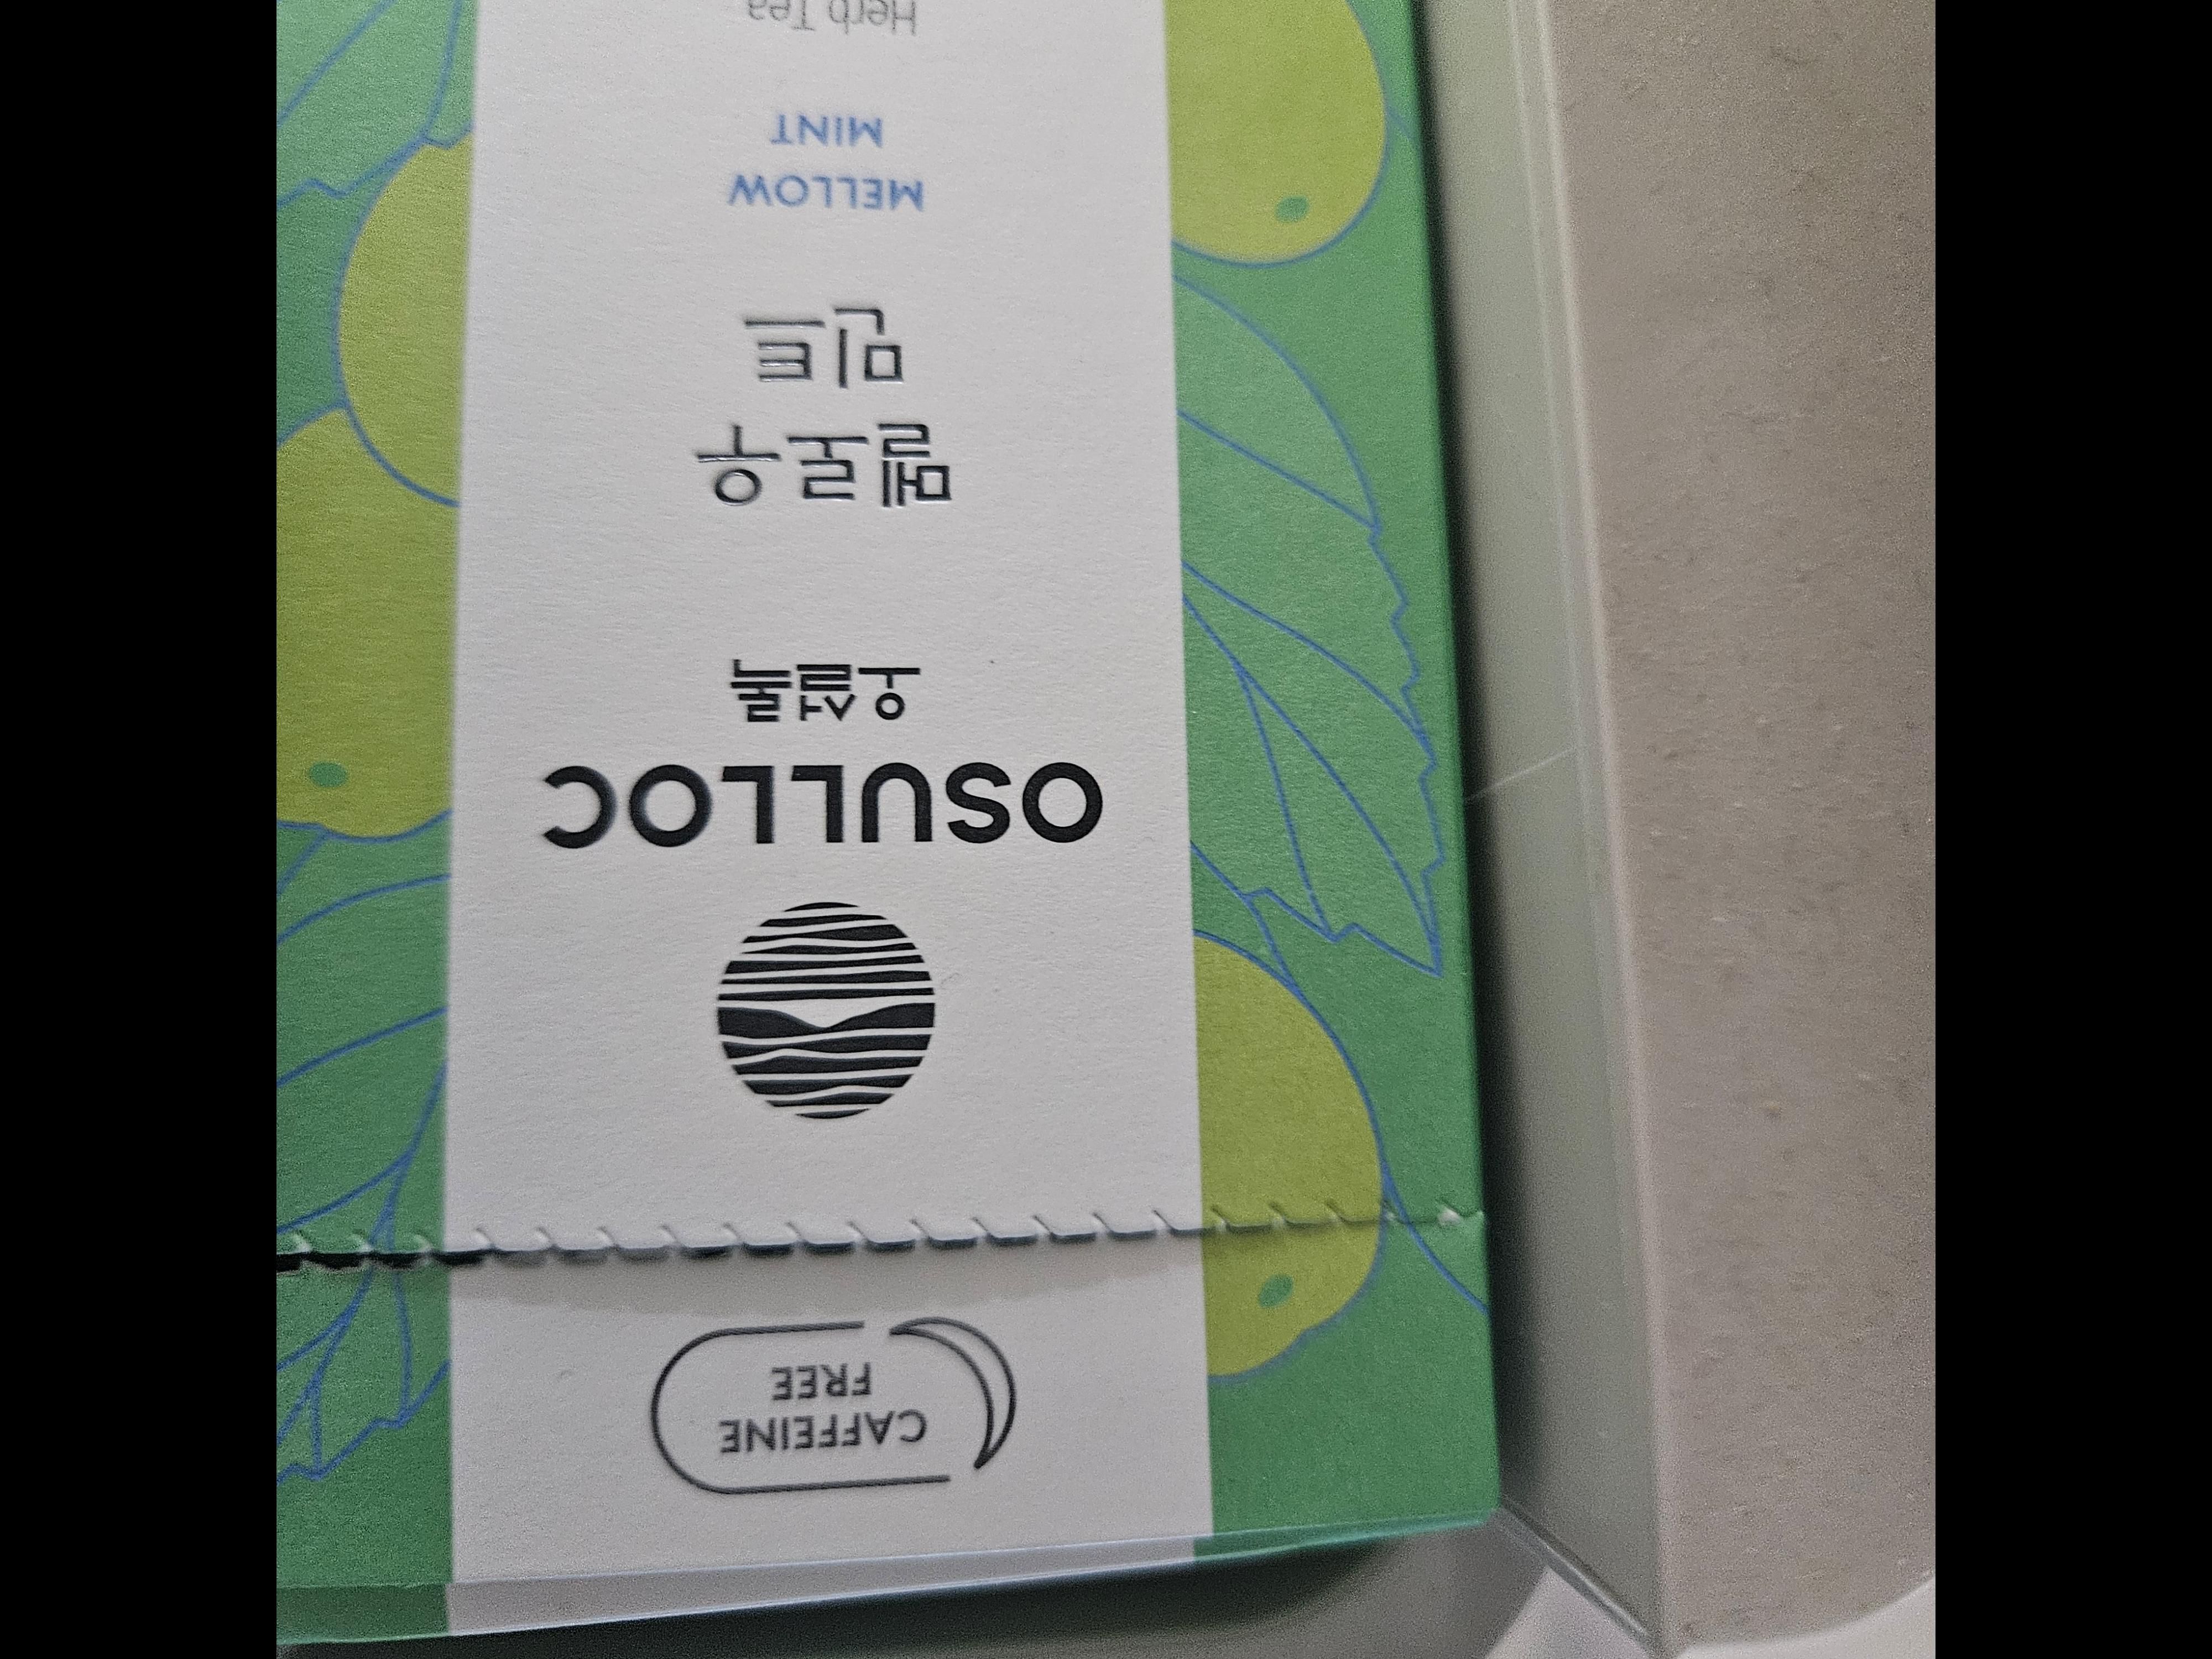 CAFFEINE
FREE
OSULLOC
오설록
멜로우
민트
MELLOW
MINT
Herb Tea